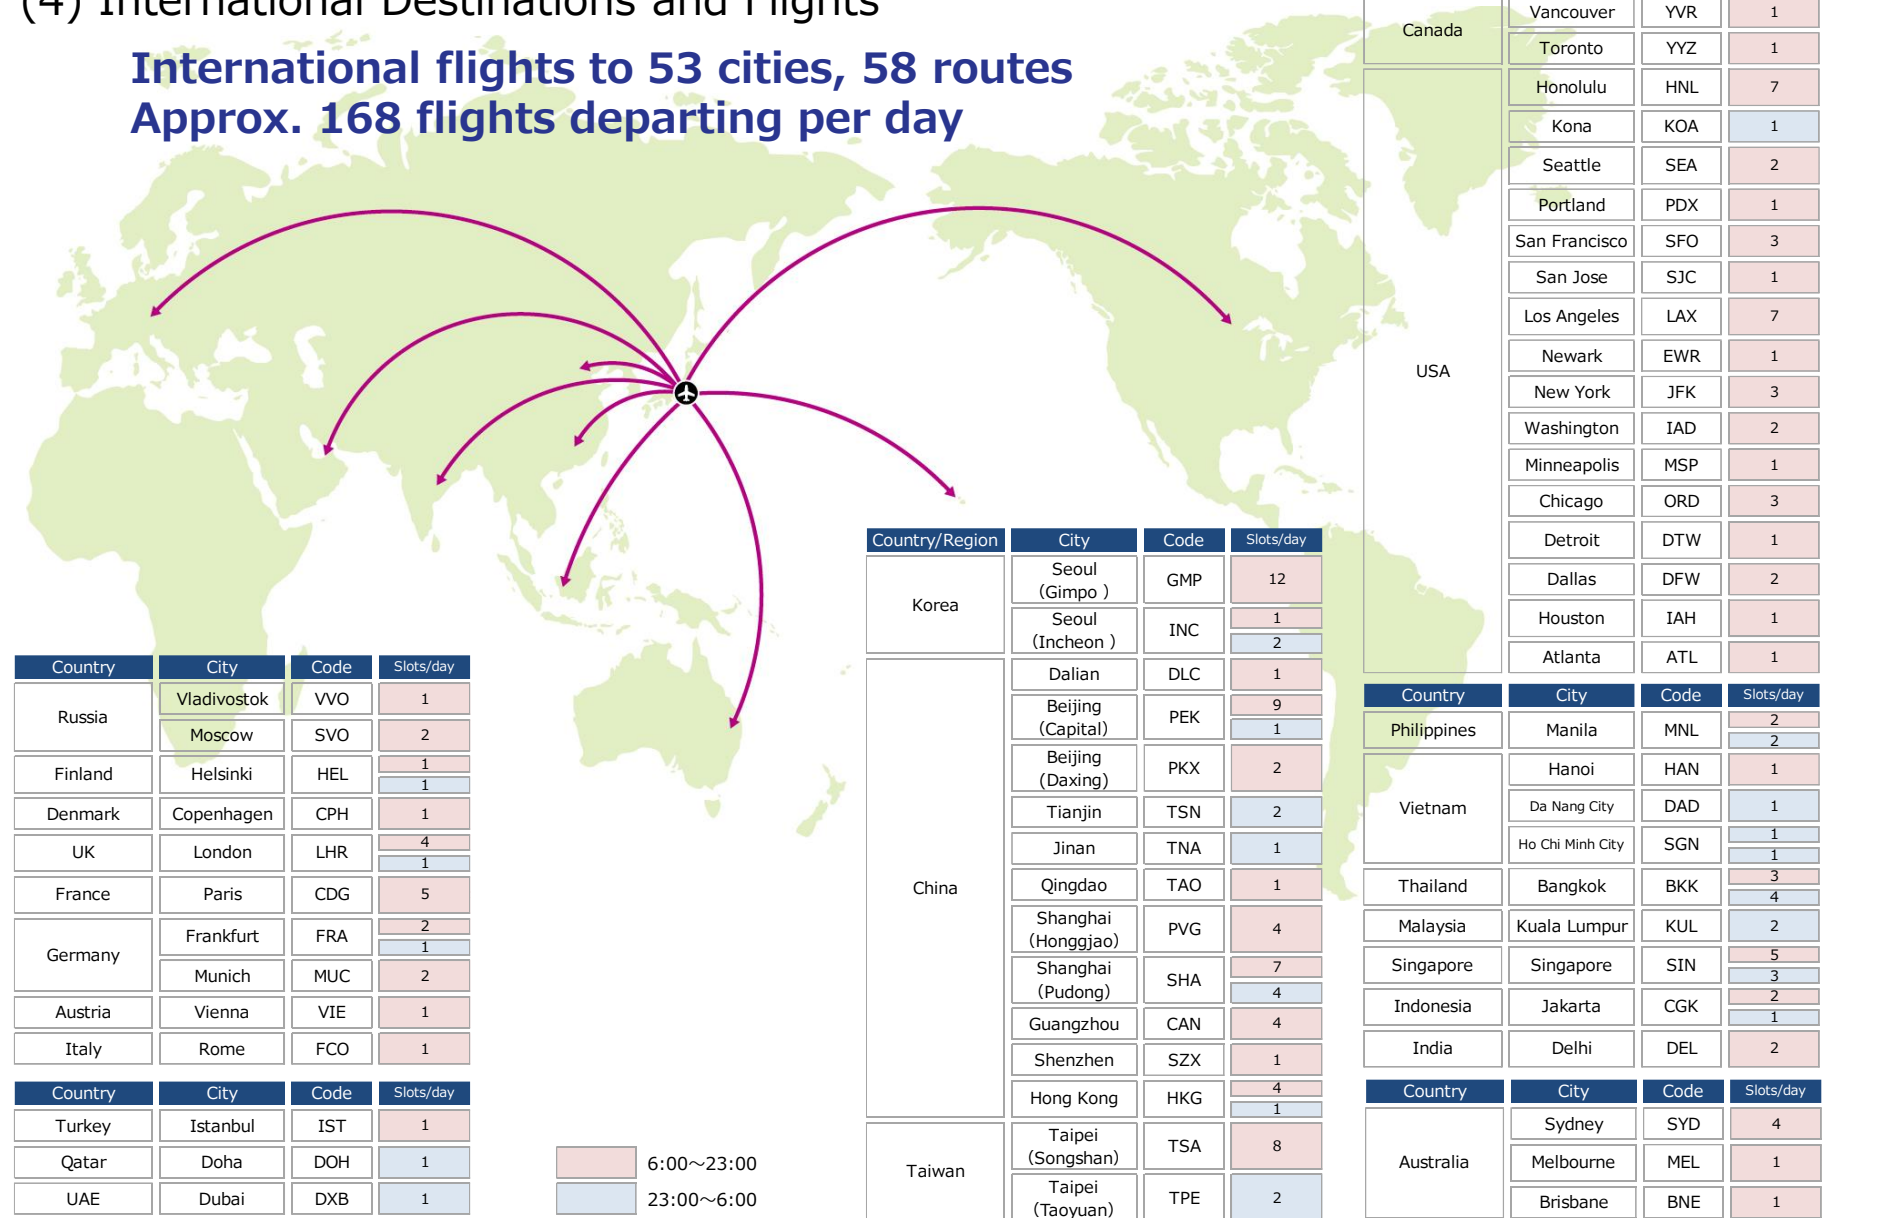 (4) International Destinations and Flights
International flights to 53 cities, 58 routes
Approx. 168 flights departing per day
Canada Vancouver YVR 1
Toronto YYZ 1
USA Honolulu HNL 7
Kona KOA 1
Seattle SEA 2
Portland PDX 1
San Francisco SFO 3
San Jose SJC 1
Los Angeles LAX 7
Newark EWR 1
New York JFK 3
Washington IAD 2
Minneapolis MSP 1
Chicago ORD 3
Detroit DTW 1
Dallas DFW 2
Houston IAH 1
Atlanta ATL 1
Country/Region City Code Slots/day
Korea Seoul
(Gimpo ) GMP 12
Seoul
(Incheon ) INC 1
2
China Dalian DLC 1
Beijing
(Capital) PEK 9
1
Beijing
(Daxing) PKX 2
Tianjin TSN 2
Jinan TNA 1
Qingdao TAO 1
Shanghai
(Honggjao) PVG 4
Shanghai
(Pudong) SHA 7
4
Guangzhou CAN 4
Shenzhen SZX 1
Hong Kong HKG 4
1
Taiwan Taipei
(Songshan) TSA 8
Taipei
(Taoyuan) TPE 2
Country City Code Slots/day
Russia Vladivostok VVO 1
Moscow SVO 2
Finland Helsinki HEL 1
1
Denmark Copenhagen CPH 1
UK London LHR 4
1
France Paris CDG 5
Germany Frankfurt FRA 2
1
Munich MUC 2
Austria Vienna VIE 1
Italy Rome FCO 1
Country City Code Slots/day
Turkey Istanbul IST 1
Qatar Doha DOH 1
UAE Dubai DXB 1
6:00～23:00
23:00～6:00
Country City Code Slots/day
Philippines Manila MNL 2
2
Vietnam Hanoi HAN 1
Da Nang City DAD 1
Ho Chi Minh City SGN 1
1
Thailand Bangkok BKK 3
4
Malaysia Kuala Lumpur KUL 2
Singapore Singapore SIN 5
3
Indonesia Jakarta CGK 2
1
India Delhi DEL 2
Country City Code Slots/day
Australia Sydney SYD 4
Melbourne MEL 1
Brisbane BNE 1